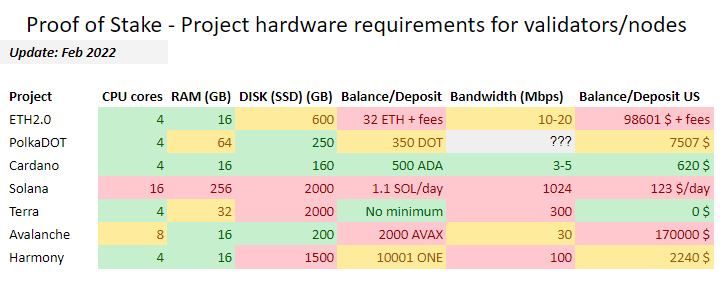 Proof of Stake - Project hardware requirements for validators/nodes
Update: Feb 2022
Project CPU cores RAM (GB) DISK (SSD) (GB) Balance/Deposit Bandwidth (Mbps) Balance/Deposit US
ETH2.0 4 16 600 32 ETH + fees 10-20 98601 $ + fees
PolkaDOT 4 64 250 350 DOT ??? 7507 $
Cardano 4 16 160 500 ADA 3-5 620 $
Solana 16 256 2000 1.1 SOL/day 1024 123 $/day
Terra 4 32 2000 No minimum 300 0 $
Avalanche 8 16 200 2000 AVAX 30 170000 $
Harmony 4 16 1500 10001 ONE 100 2240 $